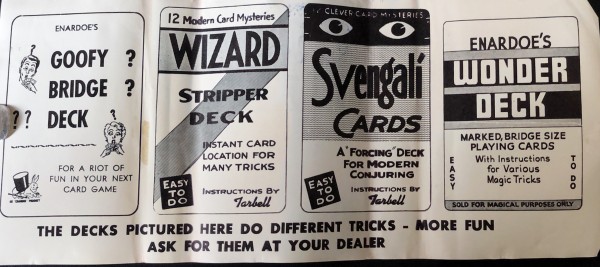 ENARDOE'S
GOOFY ?
BRIDGE ?
?? DECK
?
?
FOR A RIOT OF
FUN IN YOUR NEXT
CARD GAME
12 Modern Card Mysteries
WIZARD
STRIPPER
DECK
INSTANT CARD
LOCATION FOR
MANY TRICKS
EASY
TO
DO
INSTRUCTIONS BY
Tarbell
CLEVER CARD MYSTERIES
Svengali
CARDS
A "FORCING" DECK
FOR MODERN
CONJURING
EASY
TO
DO
INSTRUCTIONS BY
Tarbell
ENARDOE'S
WONDER
DECK
MARKED, BRIDGE SIZE
PLAYING CARDS
EASY
With Instructions
for Various
Magic Tricks
TO DO
SOLD FOR MAGICAL PURPOSES ONLY
THE DECKS PICTURED HERE DO DIFFERENT TRICKS - MORE FUN
ASK FOR THEM AT YOUR DEALER